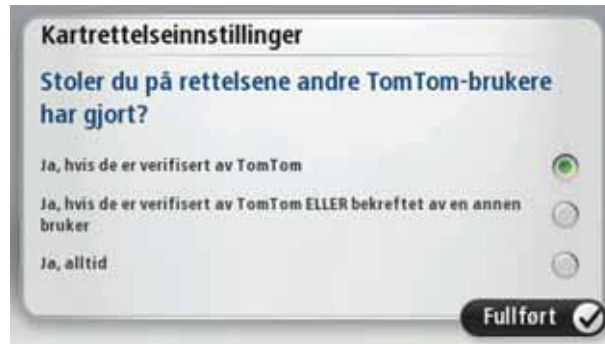 Kartrettelseinnstillinger
Stoler du på rettelsene andre TomTom-brukere
har gjort?
Ja, hvis de er verifisert av TomTom
Ja, hvis de er verifisert av TomTom ELLER bekreftet av en annen
bruker
Ja, alltid
Fullført